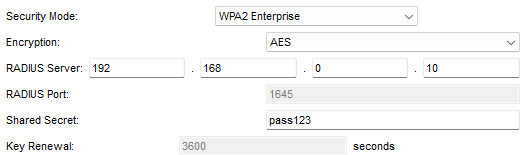 Security Mode: WPA2 Enterprise
Encryption: AES
RADIUS Server: 192 . 168 . 0 . 10
RADIUS Port: 1645
Shared Secret: pass123
Key Renewal: 3600 seconds